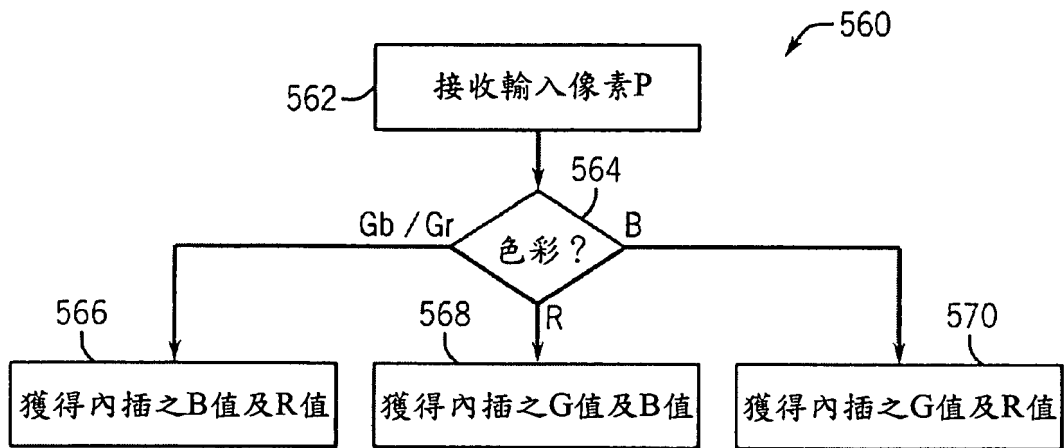 560
562
接收輸入像素P
564
Gb / Gr
色彩？
B
R
566
568
570
獲得內插之B值及R值
獲得內插之G值及B值
獲得內插之G值及R值